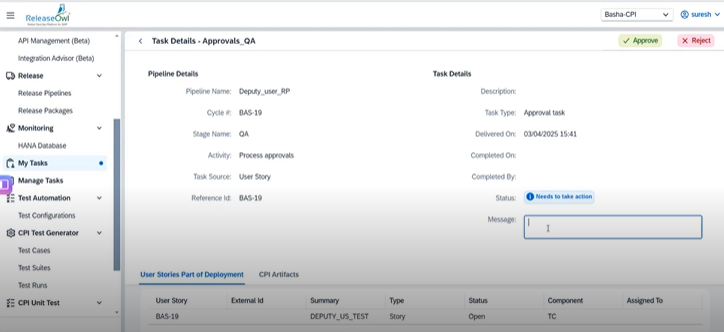 ReleaseOwl
Basha-CPI
suresh
API Management (Beta)
Integration Advisor (Beta)
Release
Release Pipelines
Release Packages
Monitoring
HANA Database
My Tasks
Manage Tasks
Test Automation
Test Configurations
CPI Test Generator
Test Cases
Test Suites
Test Runs
CPI Unit Test
Task Details - Approvals_QA
Approve
Reject
Pipeline Details
Pipeline Name: Deputy_user_RP
Cycle #: BAS-19
Stage Name: QA
Activity: Process approvals
Task Source: User Story
Reference Id: BAS-19
Task Details
Description:
Task Type: Approval task
Delivered On: 03/04/2025 15:41
Completed On:
Completed By:
Status: Needs to take action
Message:
User Stories Part of Deployment CPI Artifacts
User Story External Id Summary Type Status Component Assigned To
BAS-19 DEPUTY_US_TEST Story Open TC